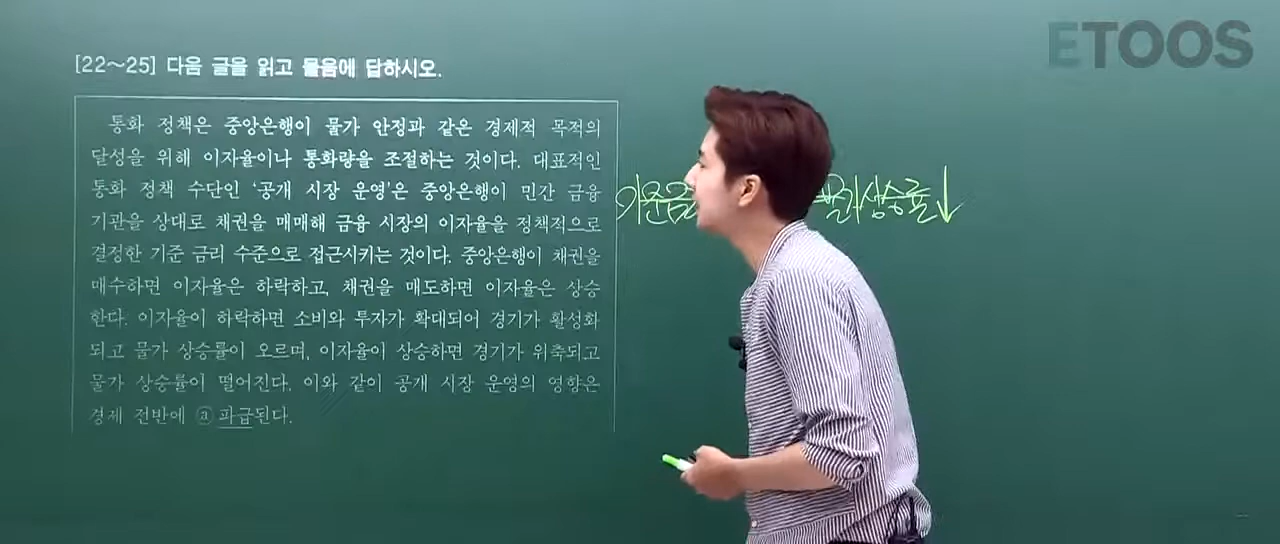 ETOOS
[22~25] 다음 글을 읽고 물음에 답하시오.
통화 정책은 중앙은행이 물가 안정과 같은 경제적 목적의
달성을 위해 이자율이나 통화량을 조절하는 것이다. 대표적인
통화 정책 수단인 ‘공개 시장 운영’은 중앙은행이 민간 금융
기관을 상대로 채권을 매매해 금융 시장의 이자율을 정책적으로
결정한 기준 금리 수준으로 접근시키는 것이다. 중앙은행이 채권을
매수하면 이자율은 하락하고, 채권을 매도하면 이자율은 상승
한다. 이자율이 하락하면 소비와 투자가 확대되어 경기가 활성화
되고 물가 상승률이 오르며, 이자율이 상승하면 경기가 위축되고
물가 상승률이 떨어진다. 이와 같이 공개 시장 운영의 영향은
경제 전반에 ⓐ 파급된다.
상승률↓